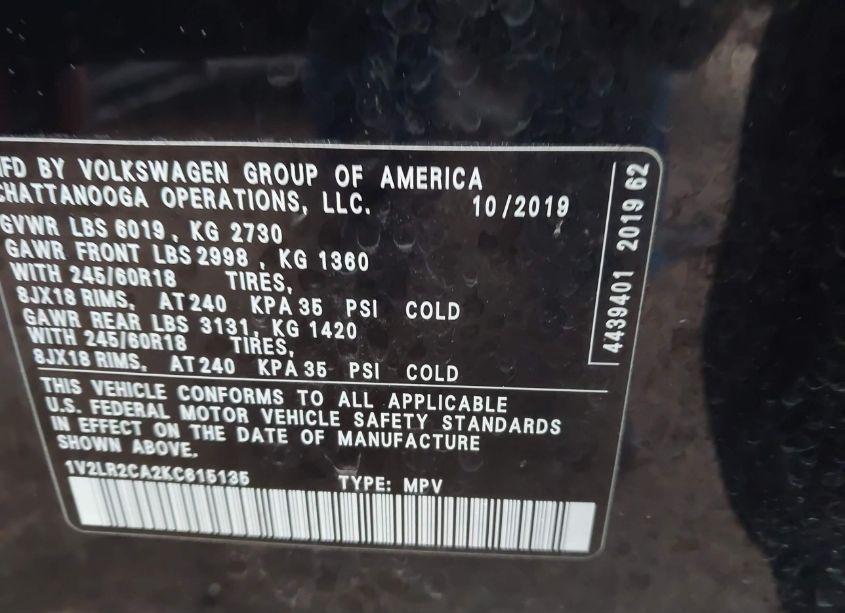 MFD BY VOLKSWAGEN GROUP OF AMERICA
CHATTANOOGA OPERATIONS, LLC. 10/2019
GVWR LBS 6019, KG 2730
GAWR FRONT LBS 2998, KG 1360
WITH 245/60R18 TIRES,
8JX18 RIMS, AT 240 KPA 35 PSI COLD
GAWR REAR LBS 3131, KG 1420
WITH 245/60R18 TIRES,
8JX18 RIMS, AT 240 KPA 35 PSI COLD
THIS VEHICLE CONFORMS TO ALL APPLICABLE
U.S. FEDERAL MOTOR VEHICLE SAFETY STANDARDS
IN EFFECT ON THE DATE OF MANUFACTURE
SHOWN ABOVE.
1V2LR2CA2KC615135 TYPE: MPV
4439401 2019 62